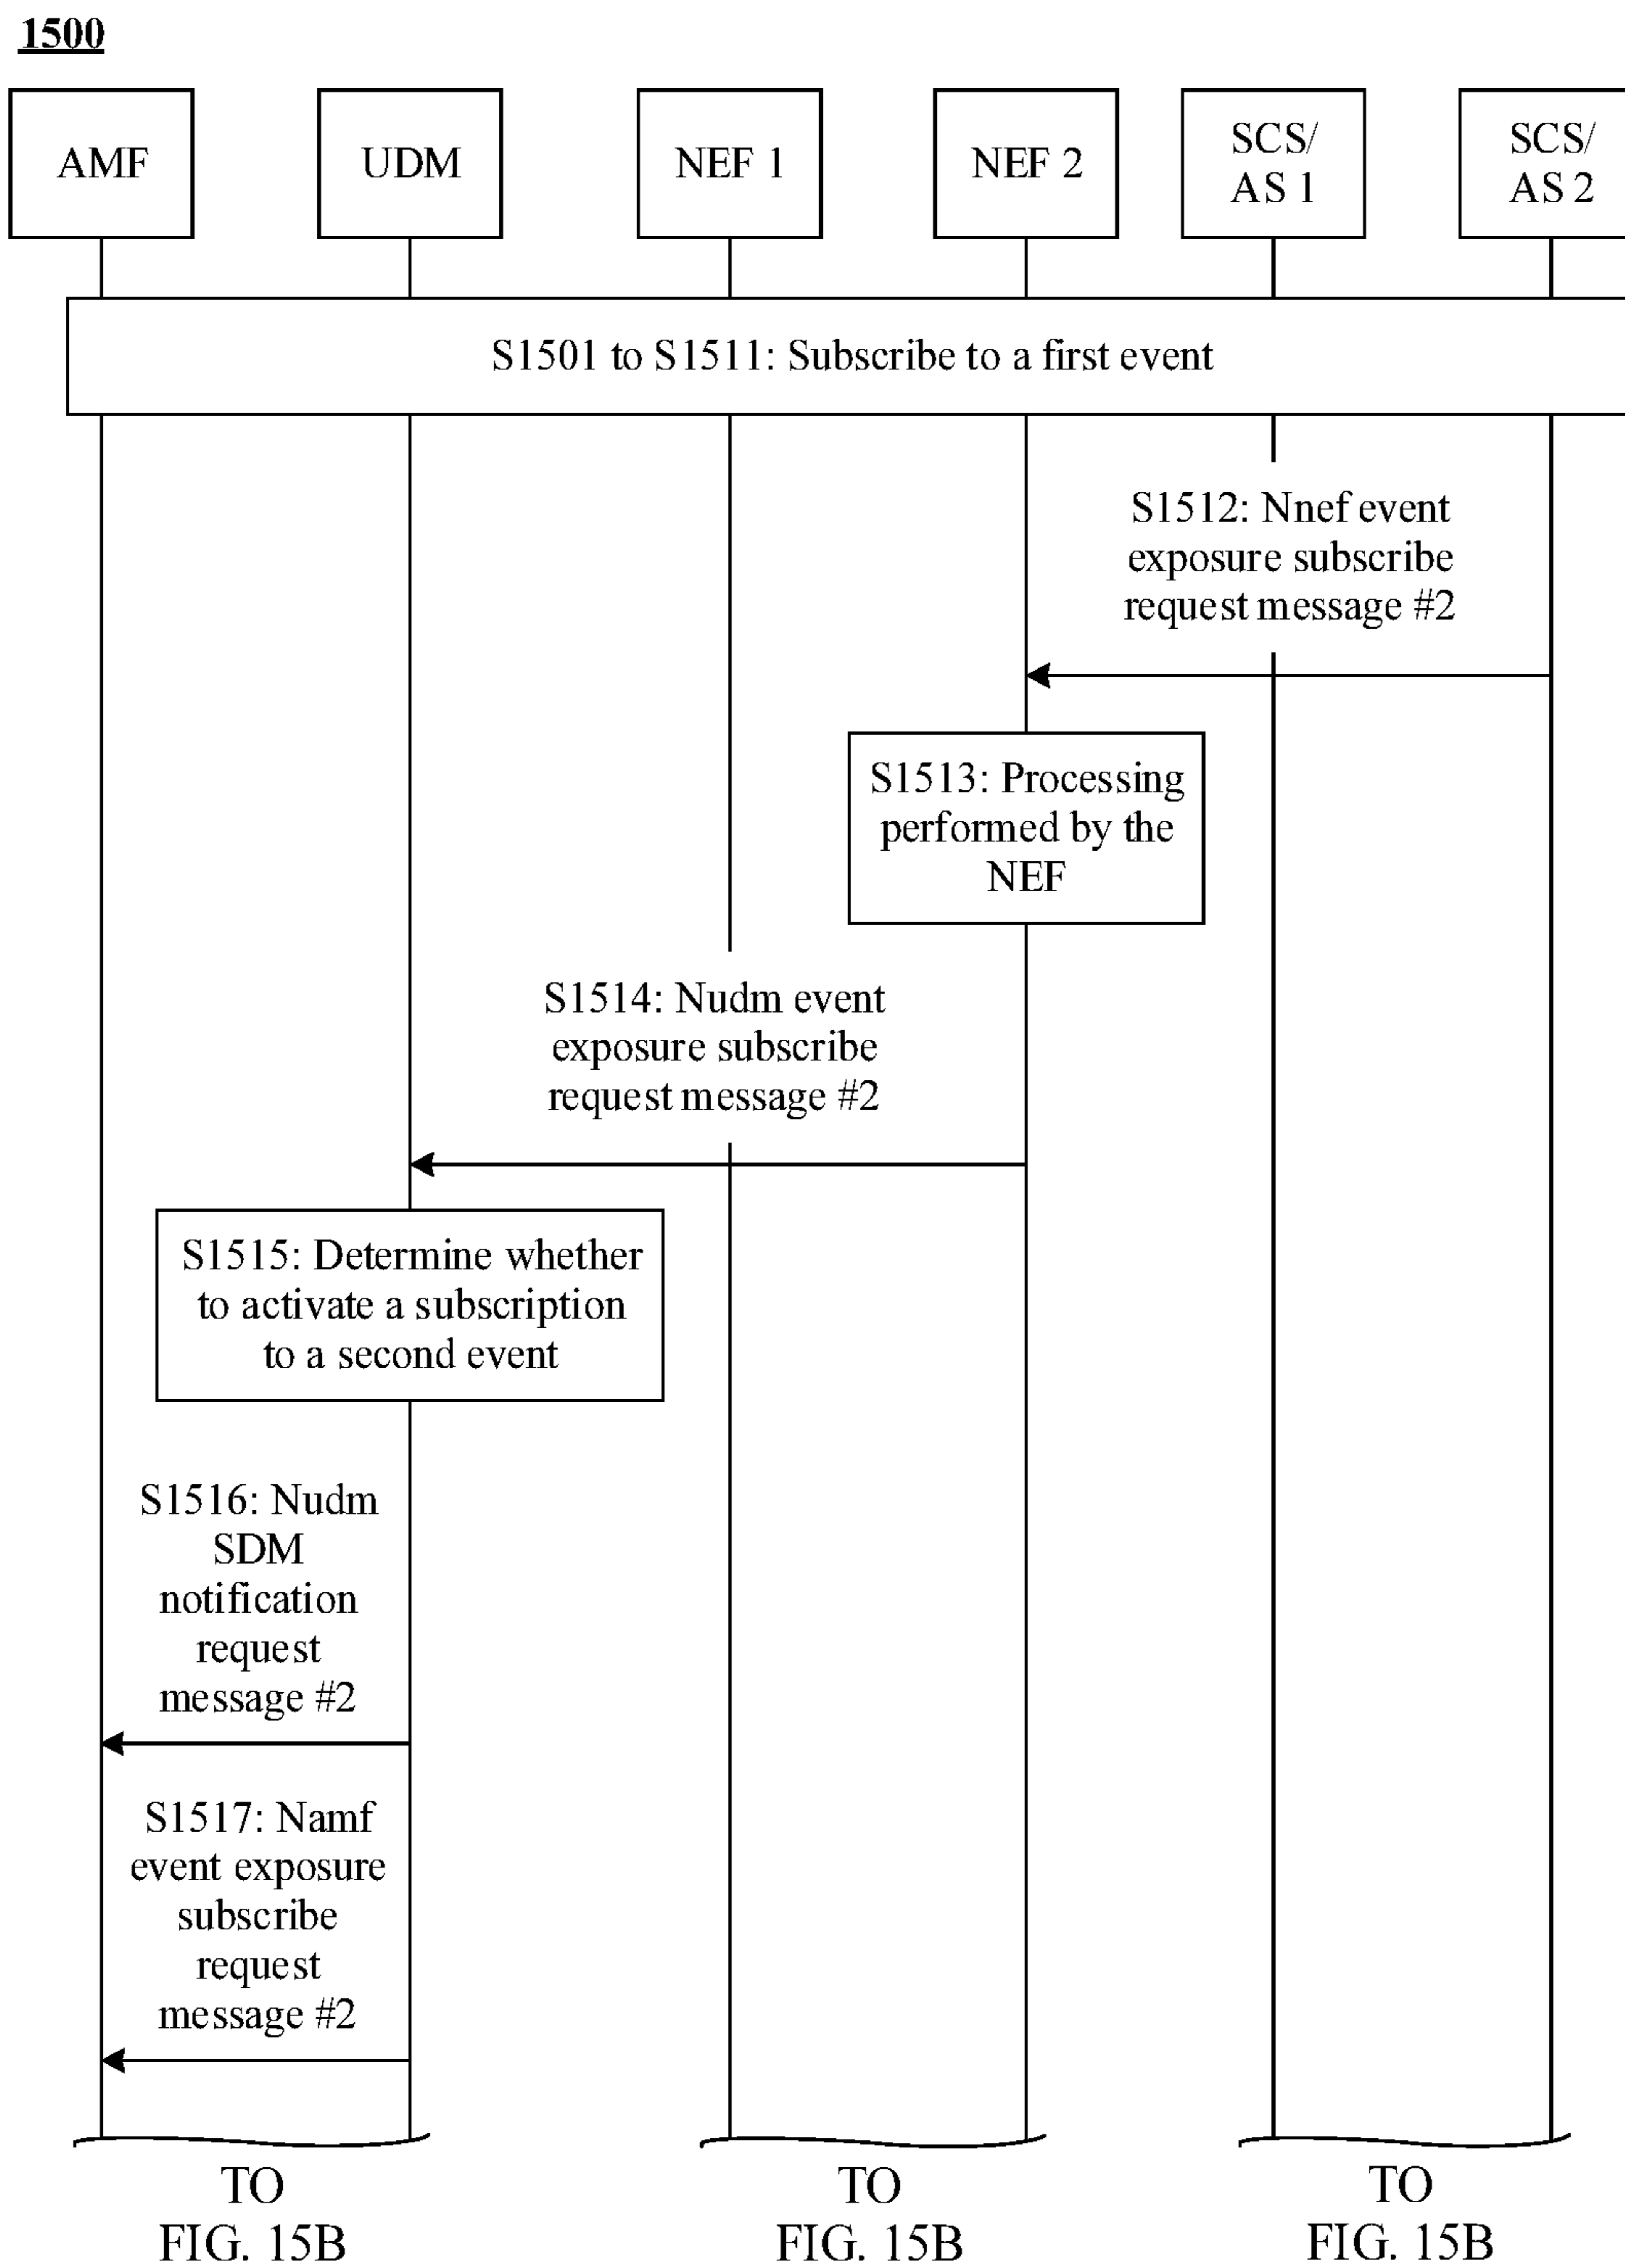 1500
AMF
UDM
NEF 1
NEF 2
SCS/
AS 1
SCS/
AS 2
S1501 to S1511: Subscribe to a first event
S1512: Nnef event
exposure subscribe
request message #2
S1513: Processing
performed by the
NEF
S1514: Nudm event
exposure subscribe
request message #2
S1515: Determine whether
to activate a subscription
to a second event
S1516: Nudm
SDM
notification
request
message #2
S1517: Namf
event exposure
subscribe
request
message #2
TO
FIG. 15B
TO
FIG. 15B
TO
FIG. 15B